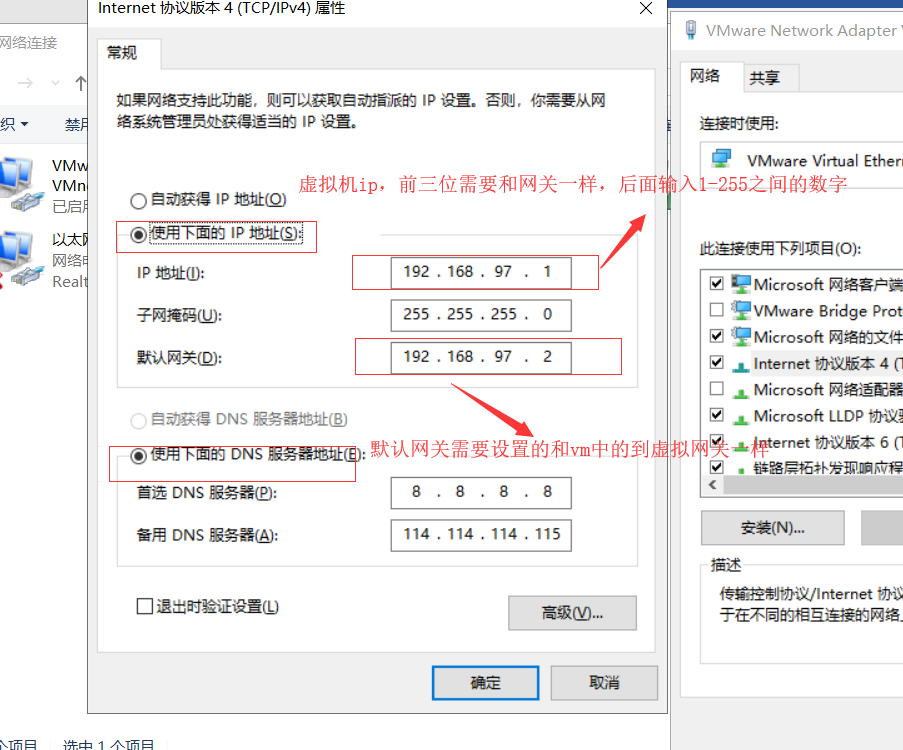 Internet 协议版本 4 (TCP/IPv4) 属性
常规
如果网络支持此功能，则可以获取自动指派的 IP 设置。否则，你需要从网
络系统管理员处获得适当的 IP 设置。
虚拟机ip，前三位需要和网关一样，后面输入1-255之间的数字
自动获得 IP 地址(O)
使用下面的 IP 地址(S):
IP 地址(I):
192 . 168 . 97 . 1
子网掩码(U):
255 . 255 . 255 . 0
默认网关(D):
192 . 168 . 97 . 2
自动获得 DNS 服务器地址(B)
使用下面的 DNS 服务器地址(E):
默认网关需要设置的和vm中的到虚拟网关一样
首选 DNS 服务器(P):
8 . 8 . 8 . 8
备用 DNS 服务器(A):
114 . 114 . 114 . 115
退出时验证设置(L)
高级(V)...
确定
取消
网络连接
织
禁用
VMw
VMn
已启用
以太网
网络电
Realt
个项目
选中 1 个项目
VMware Network Adapter V
网络
共享
连接时使用:
VMware Virtual Ether
此连接使用下列项目(O):
Microsoft 网络客户端
VMware Bridge Prot
Microsoft 网络的文件
Internet 协议版本 4 (T
Microsoft 网络适配器
Microsoft LLDP 协议驱
Internet 协议版本 6 (T
链路层拓扑发现响应程
安装(N)...
描述
传输控制协议/Internet 协议
于在不同的相互连接的网络上